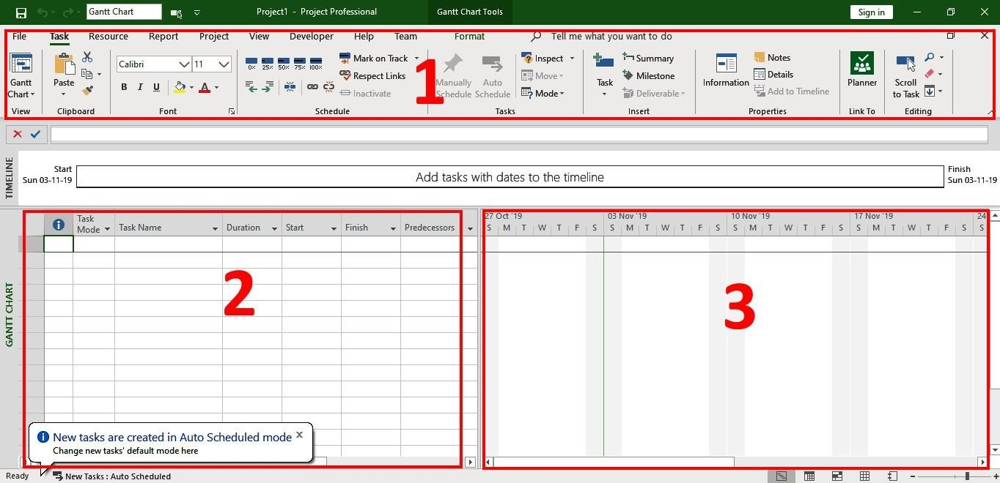 Gantt Chart
Project1 - Project Professional
Gantt Chart Tools
Sign in
File Task Resource Report Project View Developer Help Team Format Tell me what you want to do
Gantt
Chart
View
Paste
Clipboard
Calibri 11
B I U A
Font
0% 25% 50% 75% 100%
Mark on Track
Respect Links
Inactivate
Schedule
1
Manually
Schedule
Auto
Schedule
Inspect
Move
Mode
Tasks
Task
Summary
Milestone
Deliverable
Insert
Information
Notes
Details
Add to Timeline
Properties
Planner
Link To
Scroll
to Task
Editing
TIMELINE
Start
Sun 03-11-19
Add tasks with dates to the timeline
Finish
Sun 03-11-19
GANTT CHART
Task
Mode
Task Name
Duration
Start
Finish
Predecessors
27 Oct '19 03 Nov '19 10 Nov '19 17 Nov '19 24
S M T W T F S S M T W T F S S M T W T F S S M T W T F S S
2
3
New tasks are created in Auto Scheduled mode x
Change new tasks' default mode here
Ready
New Tasks : Auto Scheduled